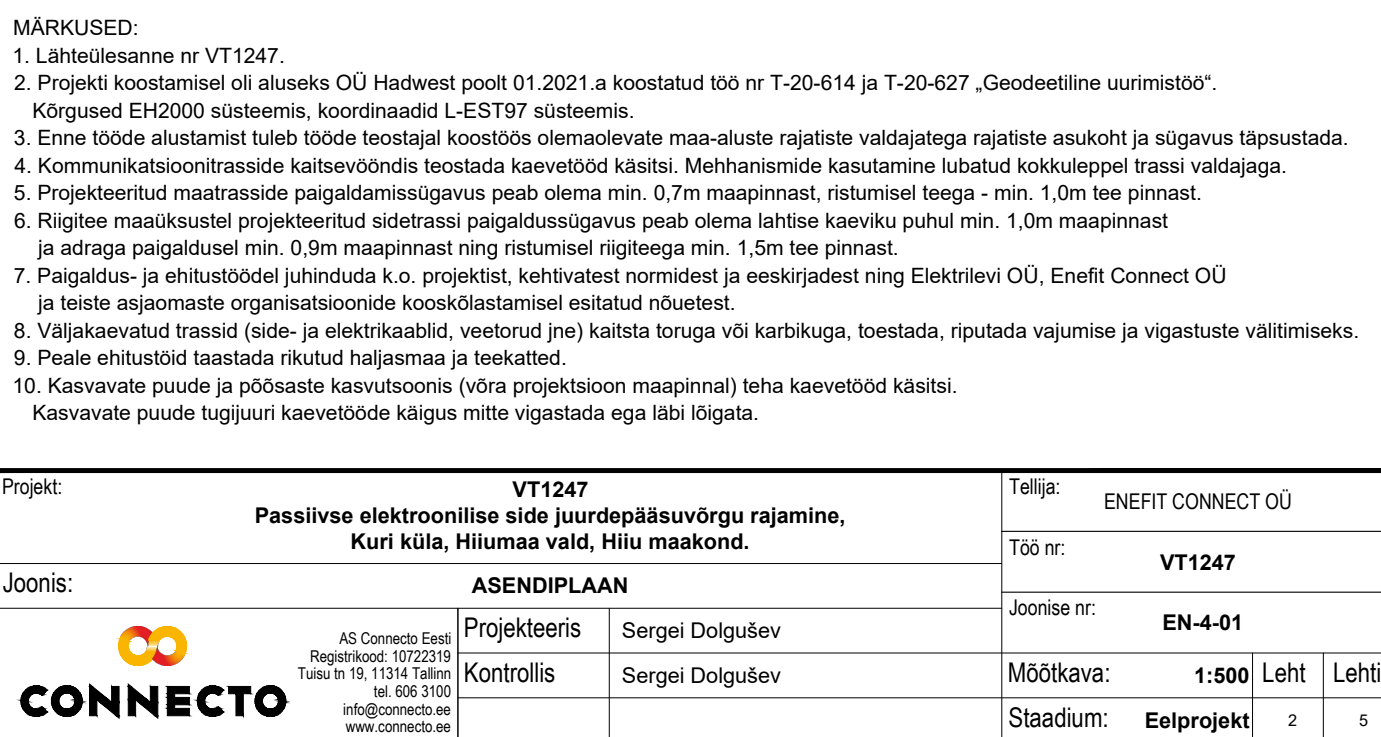 MÄRKUSED:
1. Lähteülesanne nr VT1247.
2. Projekti koostamisel oli aluseks OÜ Hadwest poolt 01.2021.a koostatud töö nr T-20-614 ja T-20-627 „Geodeetiline uurimistöö“.
Kõrgused EH2000 süsteemis, koordinaadid L-EST97 süsteemis.
3. Enne tööde alustamist tuleb tööde teostajal koostöös olemaolevate maa-aluste rajatiste valdajatega rajatiste asukoht ja sügavus täpsustada.
4. Kommunikatsioonitrasside kaitsevööndis teostada kaevetööd käsitsi. Mehhanismide kasutamine lubatud kokkuleppel trassi valdajaga.
5. Projekteeritud maatrasside paigaldamissügavus peab olema min. 0,7m maapinnast, ristumisel teega - min. 1,0m tee pinnast.
6. Riigitee maaüksustel projekteeritud sidetrassi paigaldussügavus peab olema lahtise kaeviku puhul min. 1,0m maapinnast
ja adraga paigaldusel min. 0,9m maapinnast ning ristumisel riigiteega min. 1,5m tee pinnast.
7. Paigaldus- ja ehitustöödel juhinduda k.o. projektist, kehtivatest normidest ja eeskirjadest ning Elektrilevi OÜ, Enefit Connect OÜ
ja teiste asjaomaste organisatsioonide kooskõlastamisel esitatud nõuetest.
8. Väljakaevatud trassid (side- ja elektrikaablid, veetorud jne) kaitsta toruga või karbikuga, toestada, riputada vajumise ja vigastuste välitimiseks.
9. Peale ehitustöid taastada rikutud haljasmaa ja teekatted.
10. Kasvavate puude ja põõsaste kasvutsoonis (võra projektsioon maapinnal) teha kaevetööd käsitsi.
Kasvavate puude tugijuuri kaevetööde käigus mitte vigastada ega läbi lõigata.
Projekt:
VT1247
Passiivse elektroonilise side juurdepääsuvõrgu rajamine,
Kuri küla, Hiiumaa vald, Hiiu maakond.
Tellija: ENEFIT CONNECT OÜ
Töö nr: VT1247
Joonis: ASENDIPLAAN
Joonise nr: EN-4-01
CONNECTO
AS Connecto Eesti
Registrikood: 10722319
Tuisu tn 19, 11314 Tallinn
tel. 606 3100
info@connecto.ee
www.connecto.ee
Projekteeris Sergei Dolgušev
Kontrollis Sergei Dolgušev
Mõõtkava: 1:500 Leht Lehti
Staadium: Eelprojekt 2 5